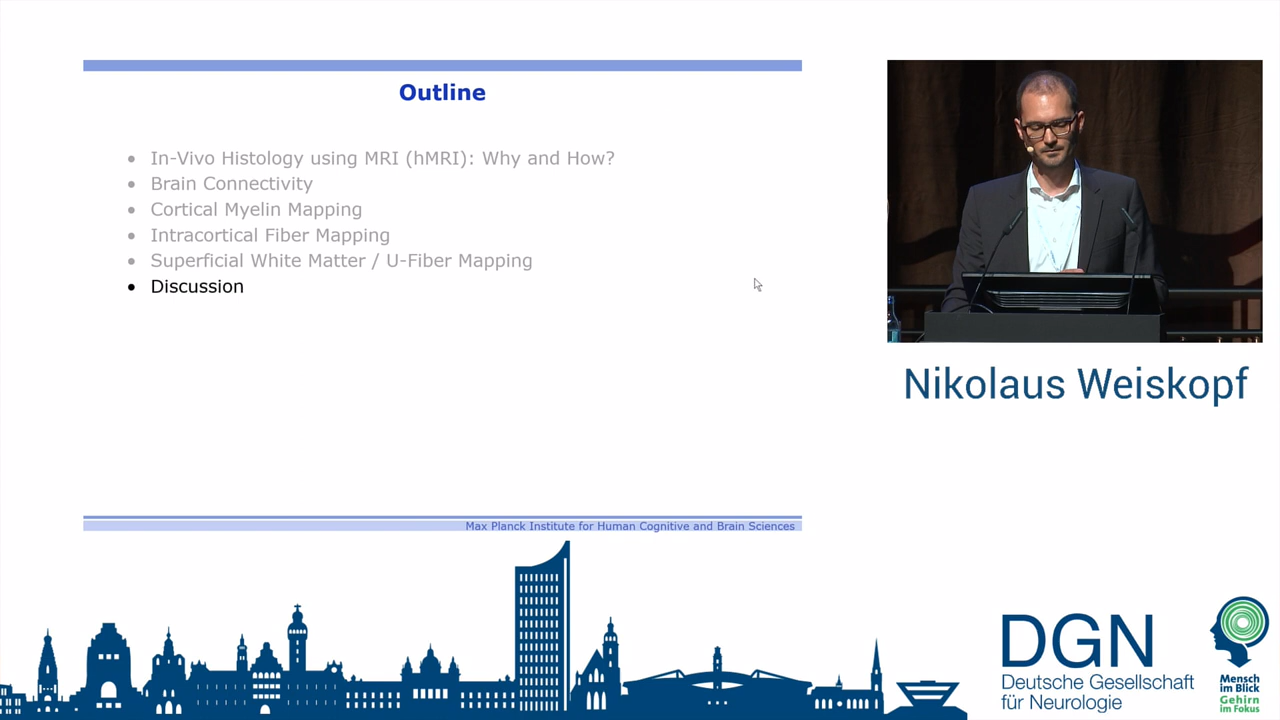 Outline
• In-Vivo Histology using MRI (hMRI): Why and How?
• Brain Connectivity
• Cortical Myelin Mapping
• Intracortical Fiber Mapping
• Superficial White Matter / U-Fiber Mapping
• Discussion
Max Planck Institute for Human Cognitive and Brain Sciences
Nikolaus Weiskopf
DGN
Deutsche Gesellschaft
für Neurologie
Mensch
im Blick
Gehirn
im Fokus